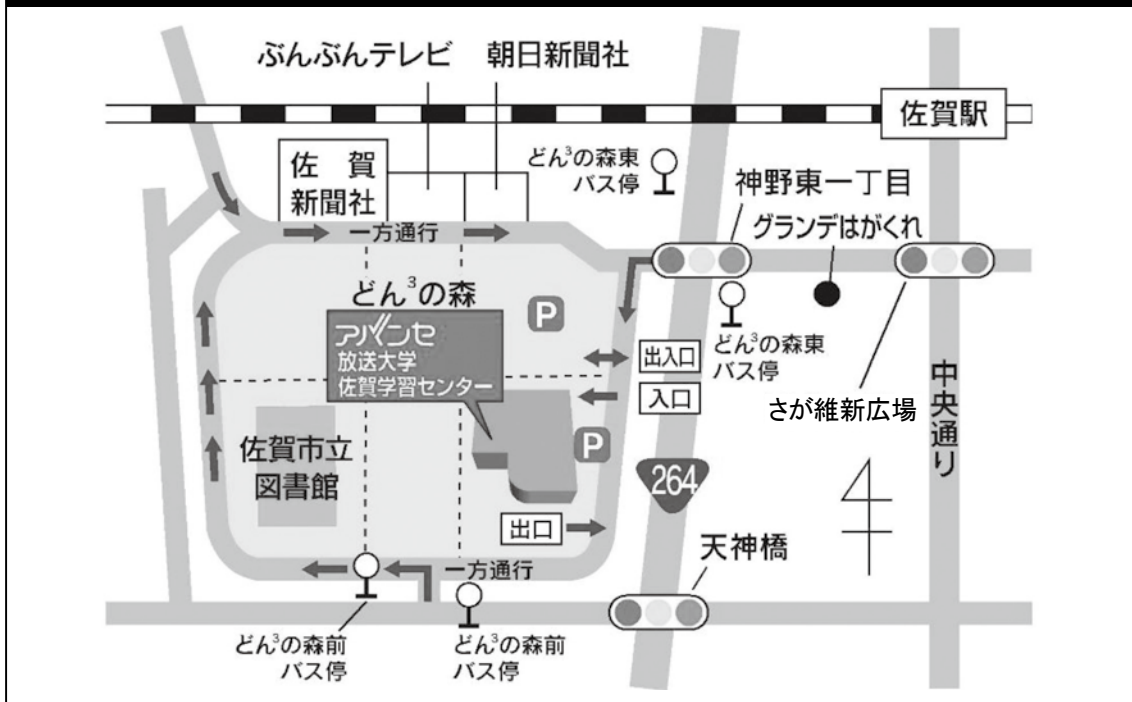 ぶんぶんテレビ
朝日新聞社
佐賀駅
佐賀
新聞社
どん³の森東
バス停
神野東一丁目
グランデはがくれ
一方通行
どん³の森
P
アバンセ
放送大学
佐賀学習センター
出入口
どん³の森東
バス停
入口
さが維新広場
中央通り
佐賀市立
図書館
P
264
出口
天神橋
一方通行
どん³の森前
バス停
どん³の森前
バス停